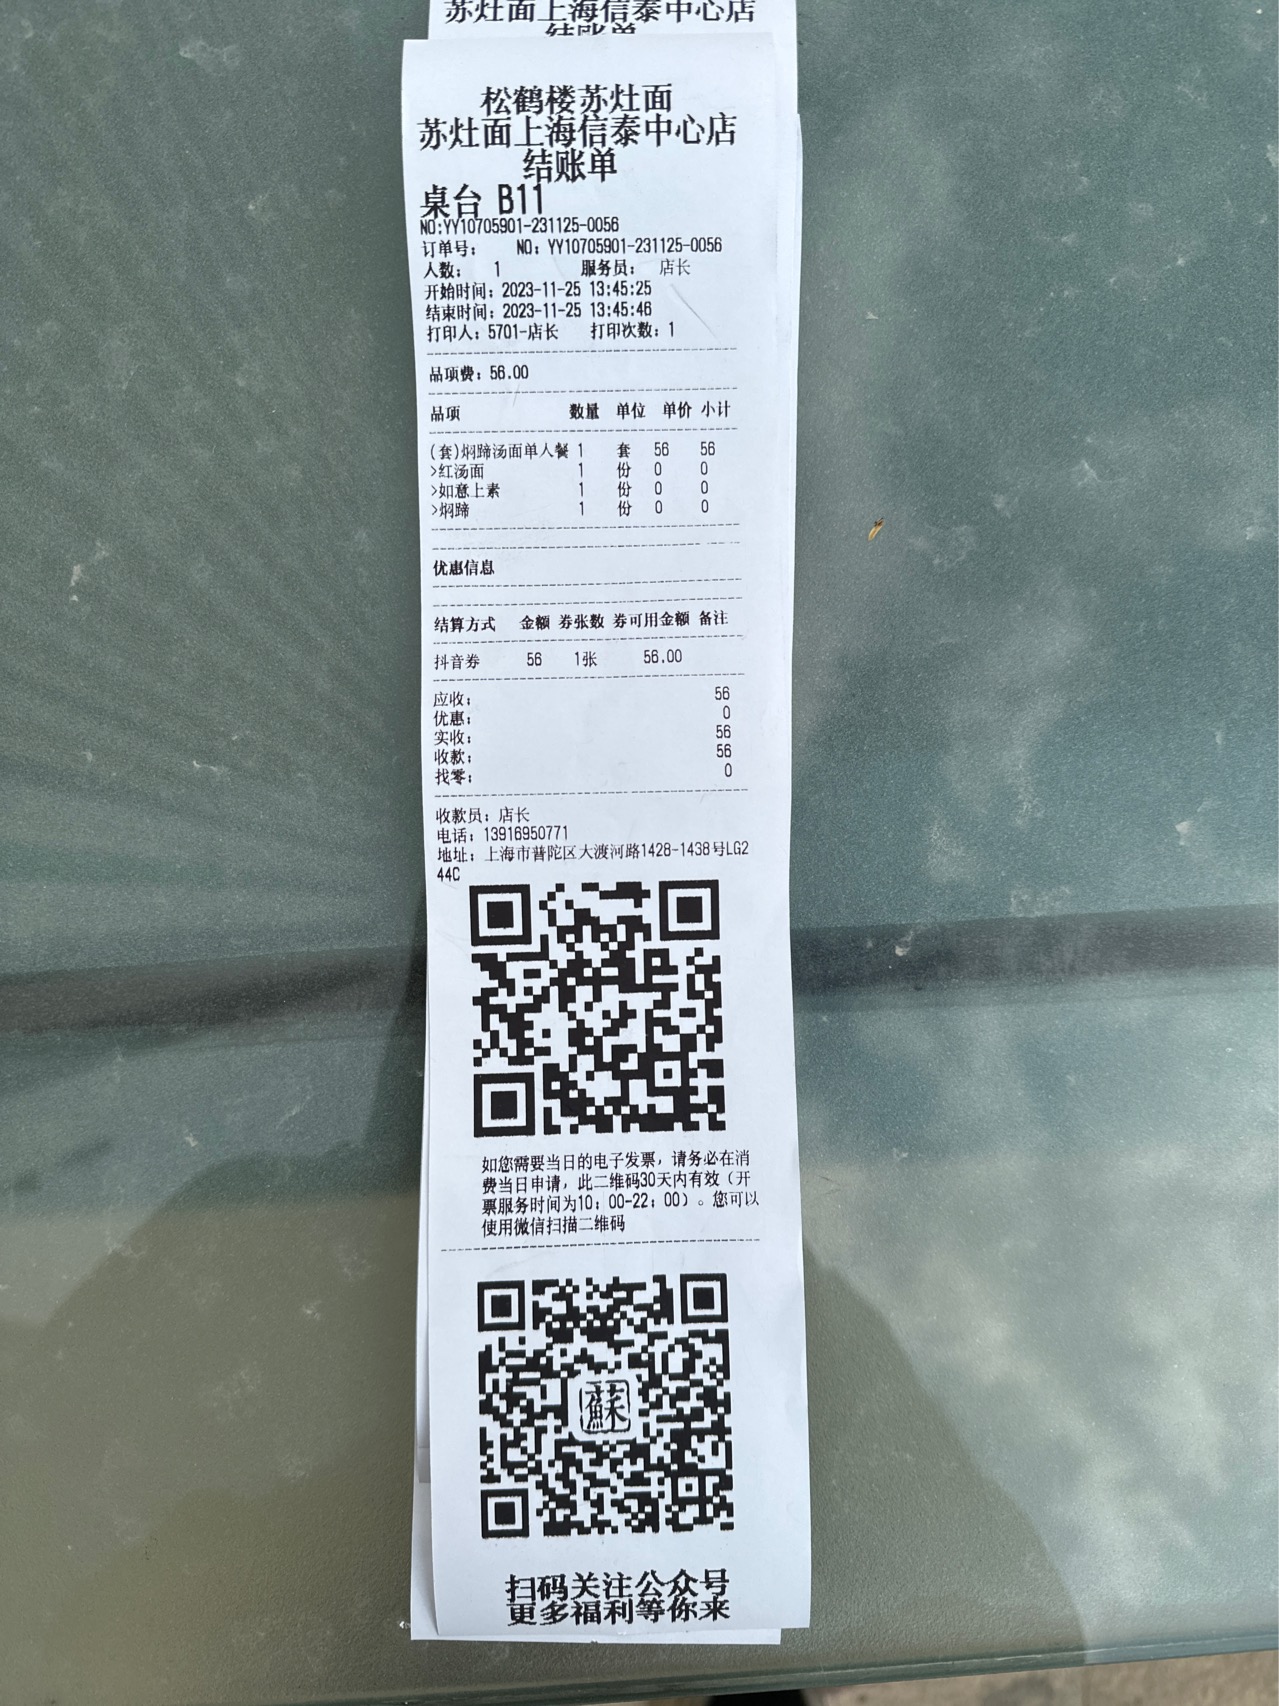 苏灶面上海信泰中心店
结账单
松鹤楼苏灶面
苏灶面上海信泰中心店
结账单
桌台 B11
NO:YY10705901-231125-0056
订单号： NO：YY10705901-231125-0056
人数： 1 服务员： 店长
开始时间：2023-11-25 13:45:25
结束时间：2023-11-25 13:45:46
打印人：5701-店长 打印次数：1
品项费：56.00
品项 数量 单位 单价 小计
(套)焖蹄汤面单人餐 1 套 56 56
>红汤面 1 份 0 0
>如意上素 1 份 0 0
>焖蹄 1 份 0 0
优惠信息
结算方式 金额 券张数 券可用金额 备注
抖音券 56 1张 56.00
应收： 56
优惠： 0
实收： 56
收款： 56
找零： 0
收款员：店长
电话：13916950771
地址：上海市普陀区大渡河路1428-1438号LG2
44C
如您需要当日的电子发票，请务必在消
费当日申请，此二维码30天内有效（开
票服务时间为10：00-22：00）。您可以
使用微信扫描二维码
蘇
扫码关注公众号
更多福利等你来